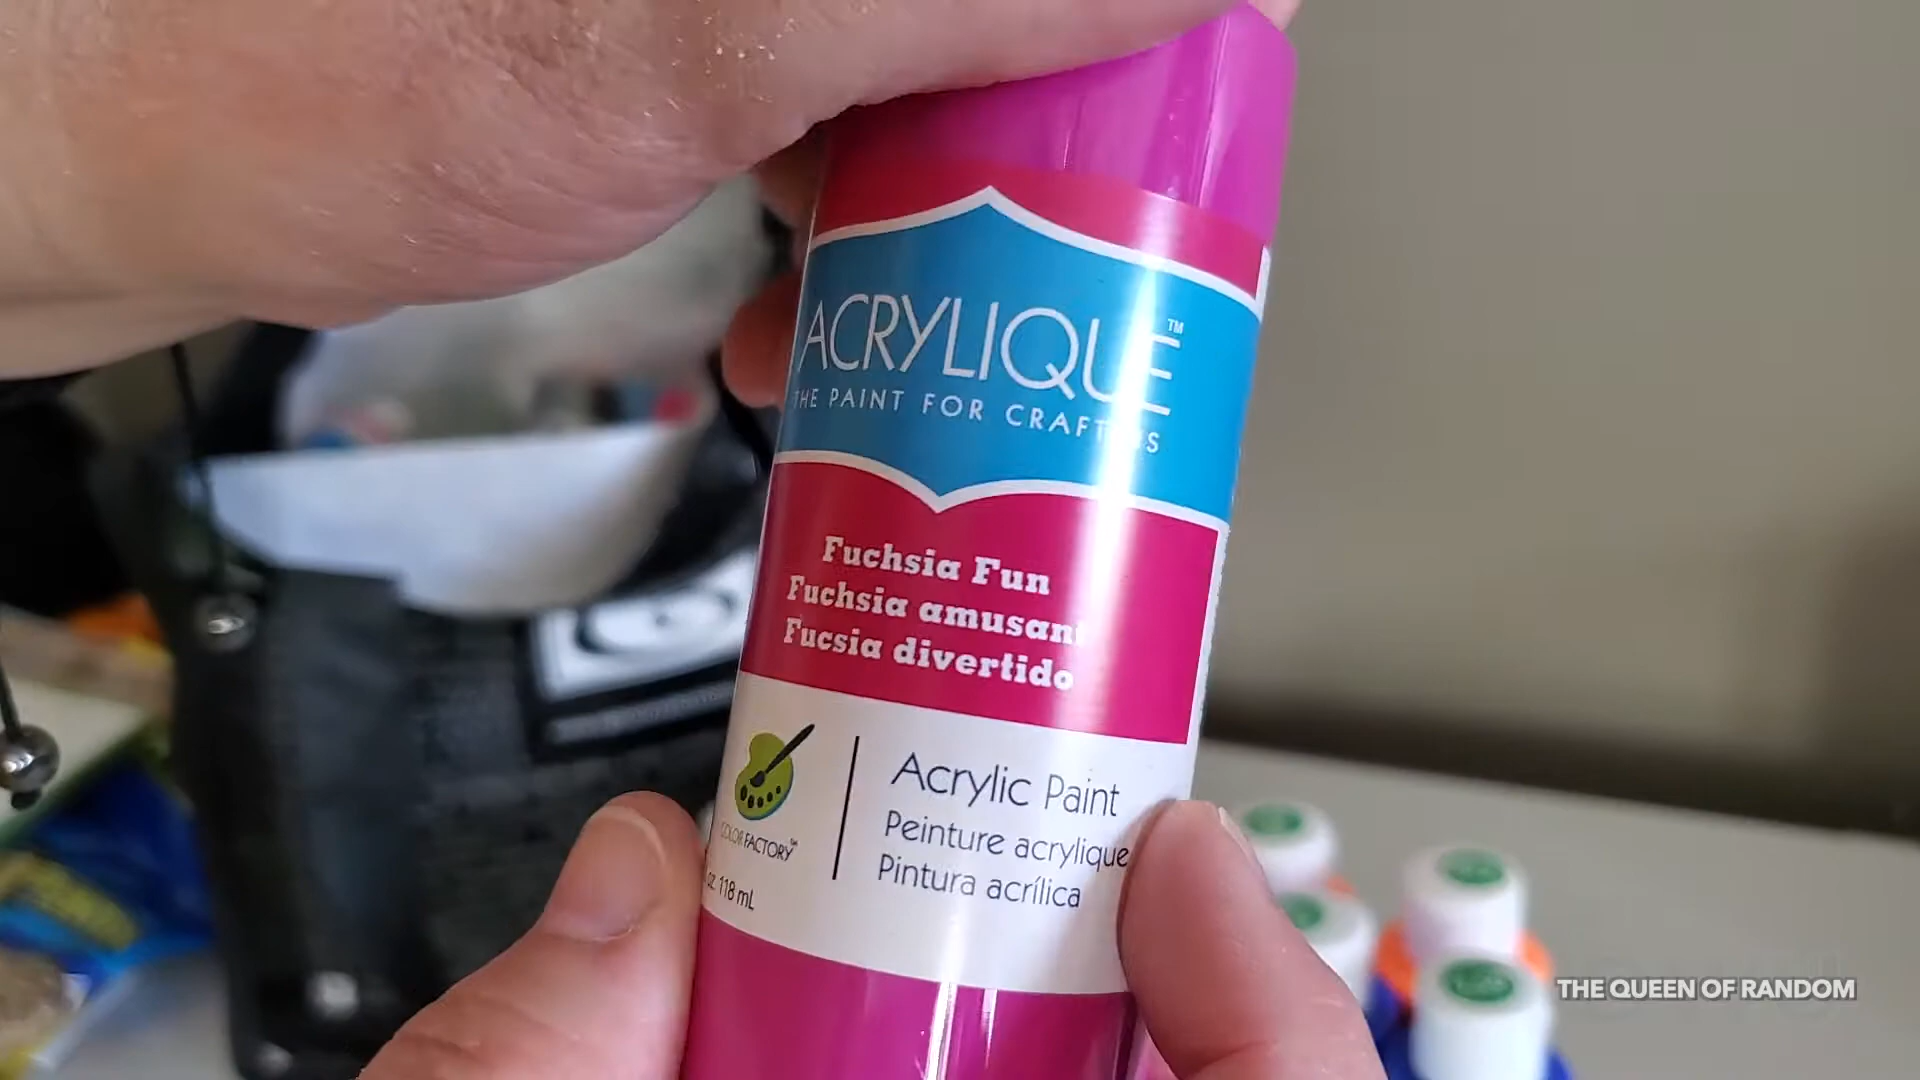 ACRYLIQUE™
THE PAINT FOR CRAFTERS
Fuchsia Fun
Fuchsia amusant
Fucsia divertido
COLOR FACTORY
Acrylic Paint
Peinture acrylique
Pintura acrílica
oz. 118 mL
THE QUEEN OF RANDOM